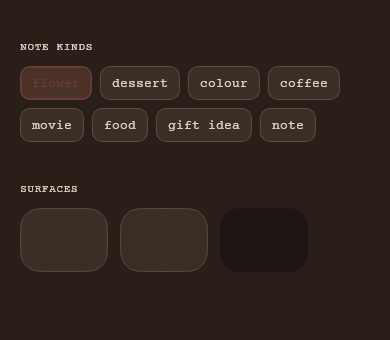 NOTE KINDS
flower dessert colour coffee
movie food gift idea note
SURFACES